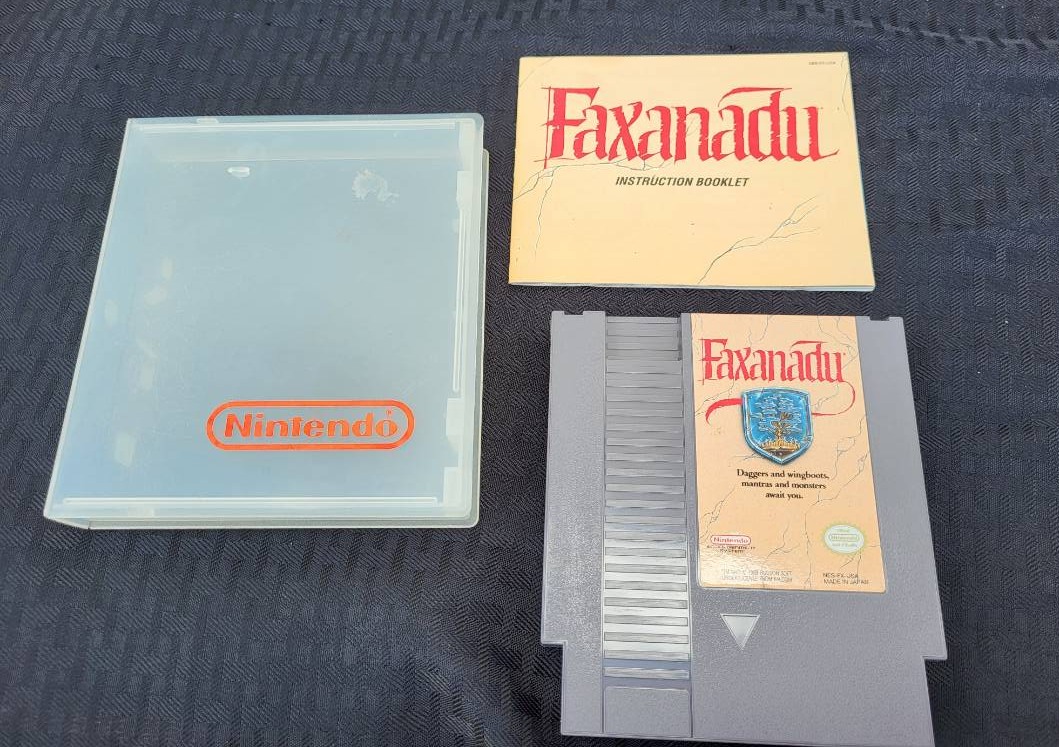 Nintendo
Faxanadu
INSTRUCTION BOOKLET
Faxanadu
Daggers and wingboots,
mantras and monsters
await you.
Nintendo
Nintendo
NES-FX-USA
MADE IN JAPAN